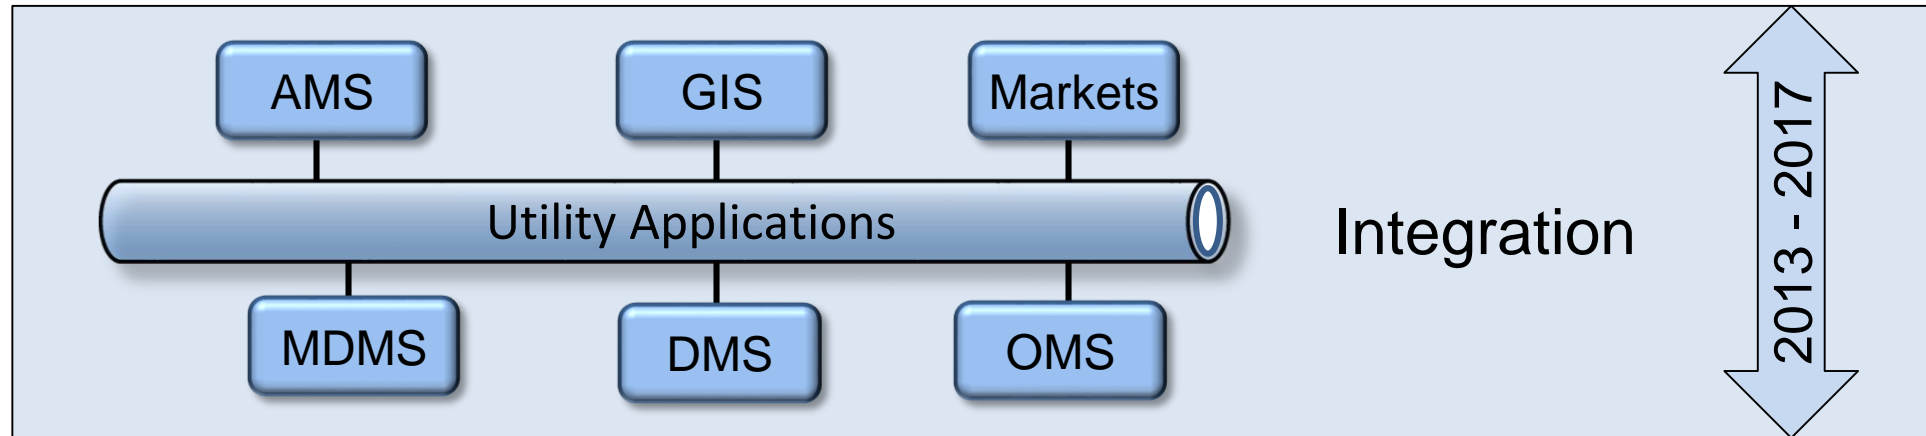 AMS
GIS
Markets
Utility Applications
Integration
2013 - 2017
MDMS
DMS
OMS